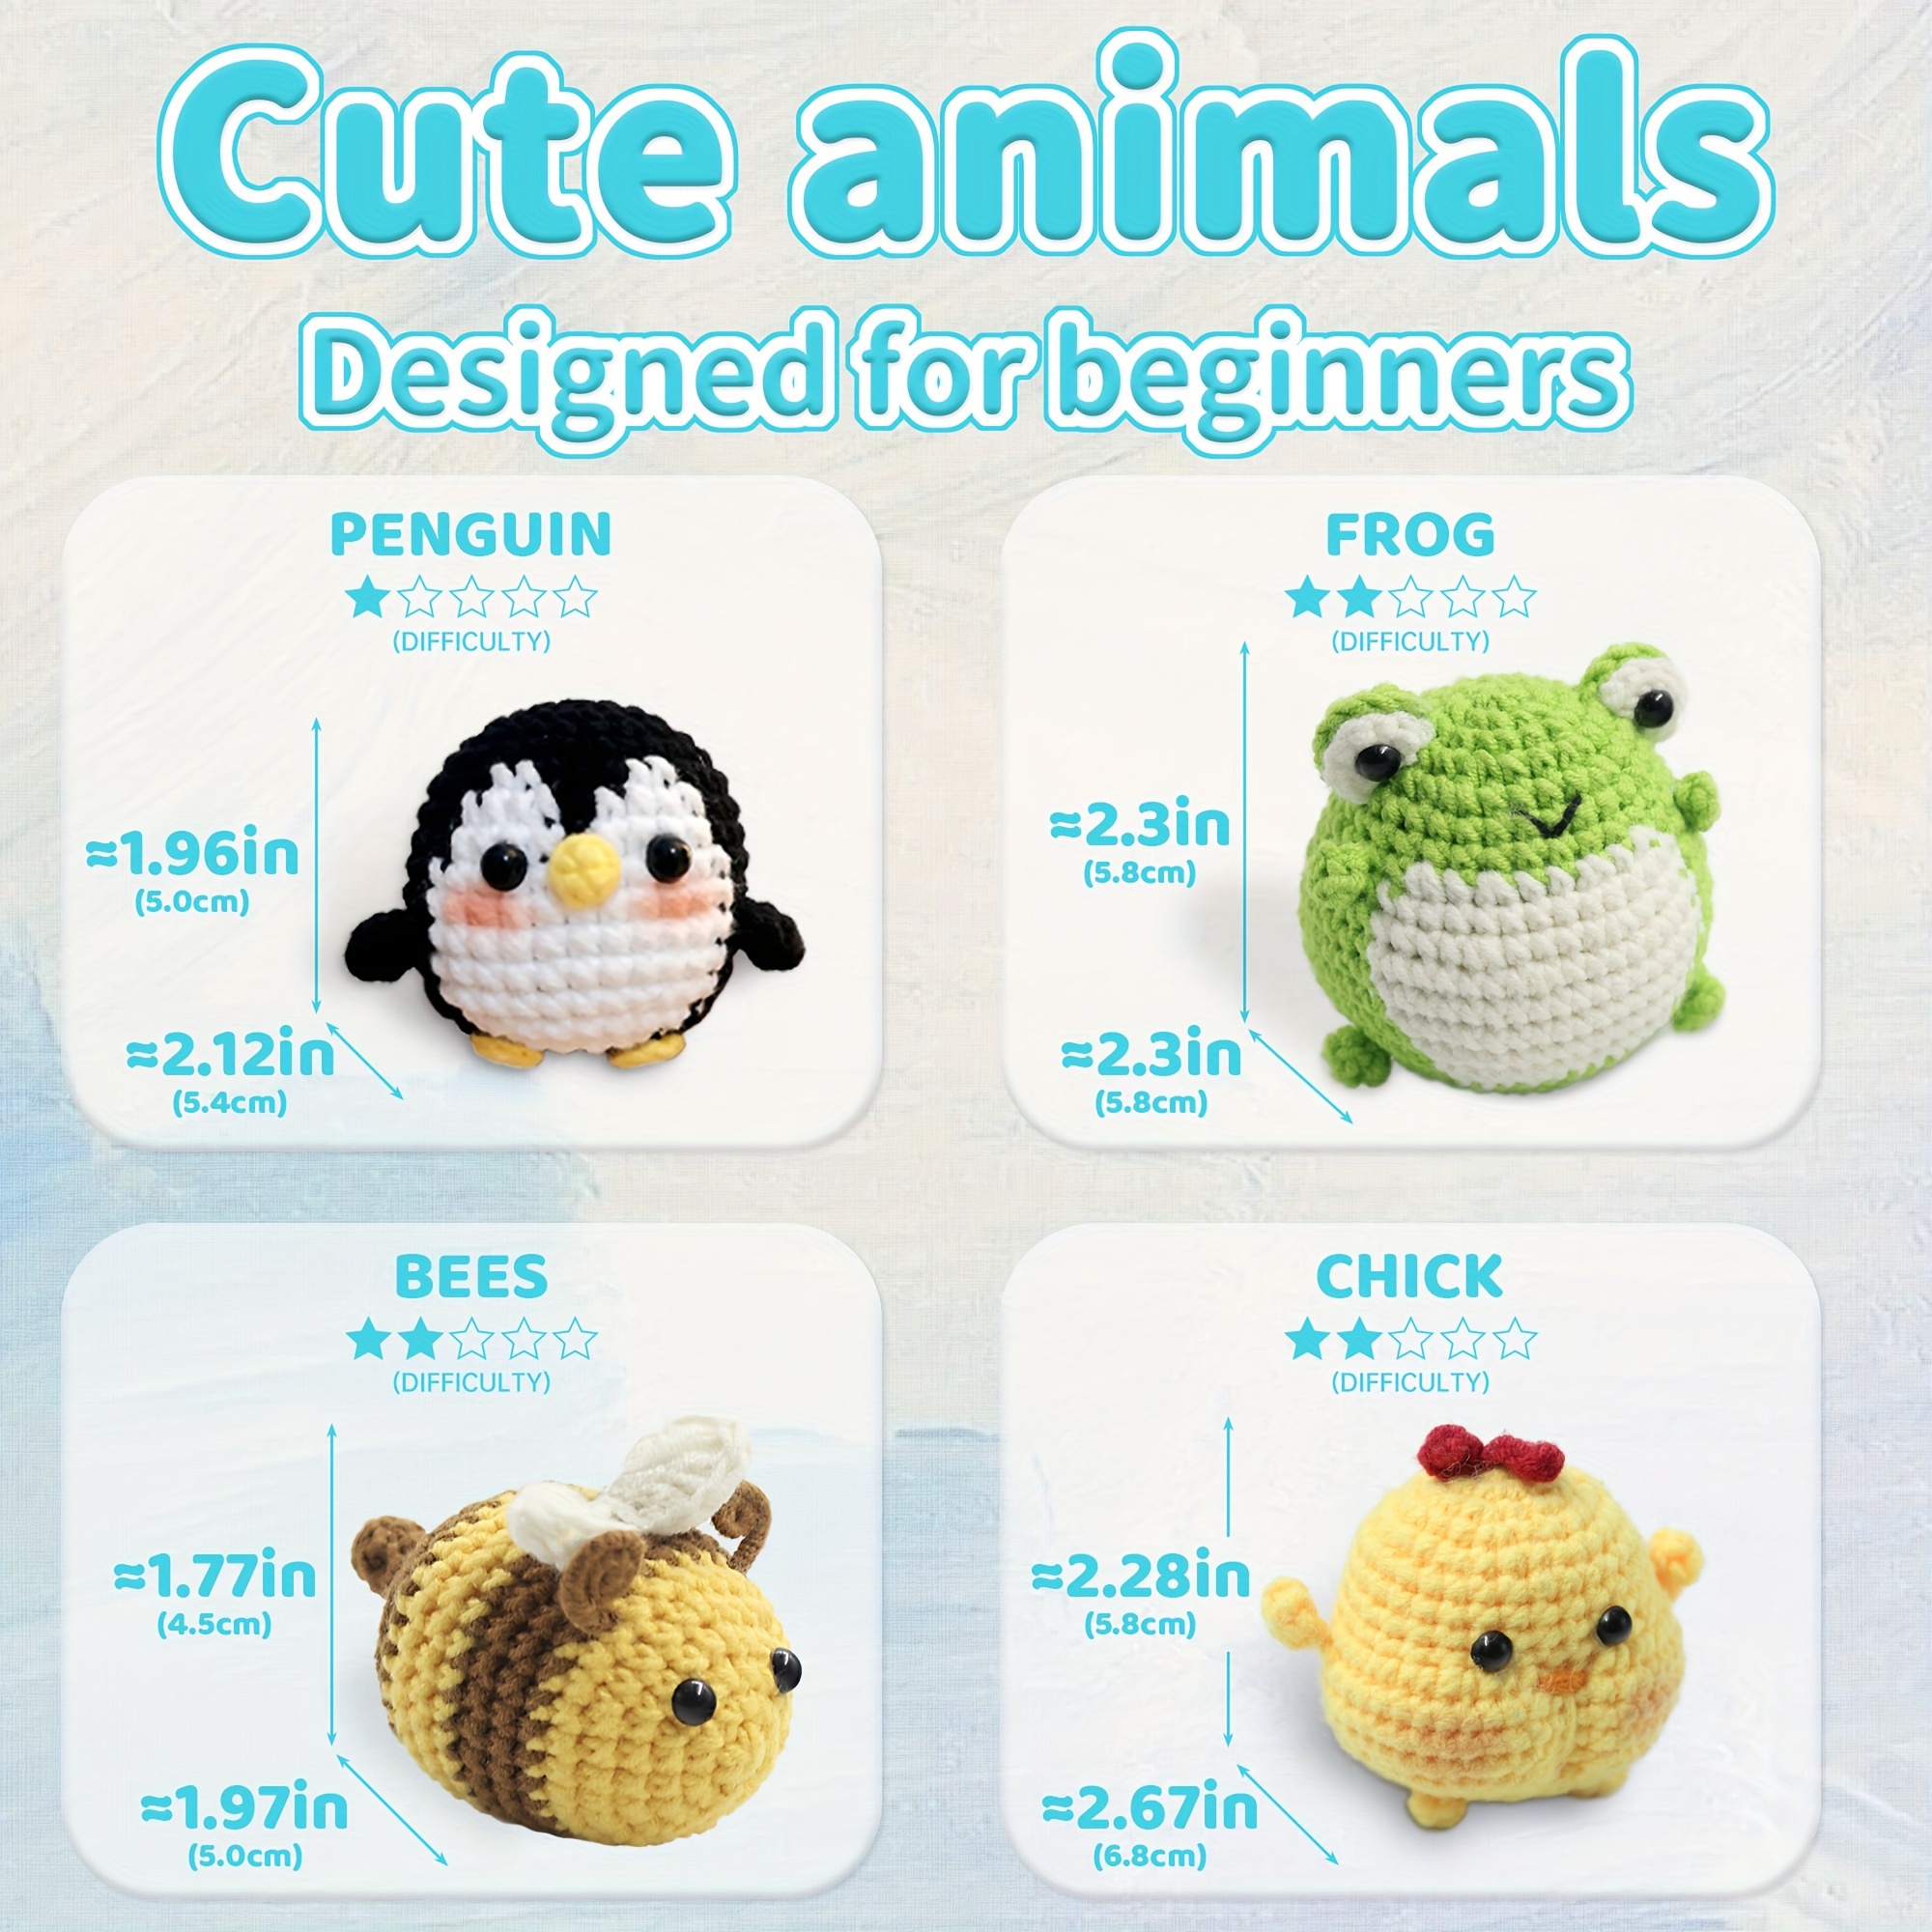 Cute animals
Designed for beginners
PENGUIN
(DIFFICULTY)
≈1.96in
(5.0cm)
≈2.12in
(5.4cm)
FROG
(DIFFICULTY)
≈2.3in
(5.8cm)
≈2.3in
(5.8cm)
BEES
(DIFFICULTY)
≈1.77in
(4.5cm)
≈1.97in
(5.0cm)
CHICK
(DIFFICULTY)
≈2.28in
(5.8cm)
≈2.67in
(6.8cm)